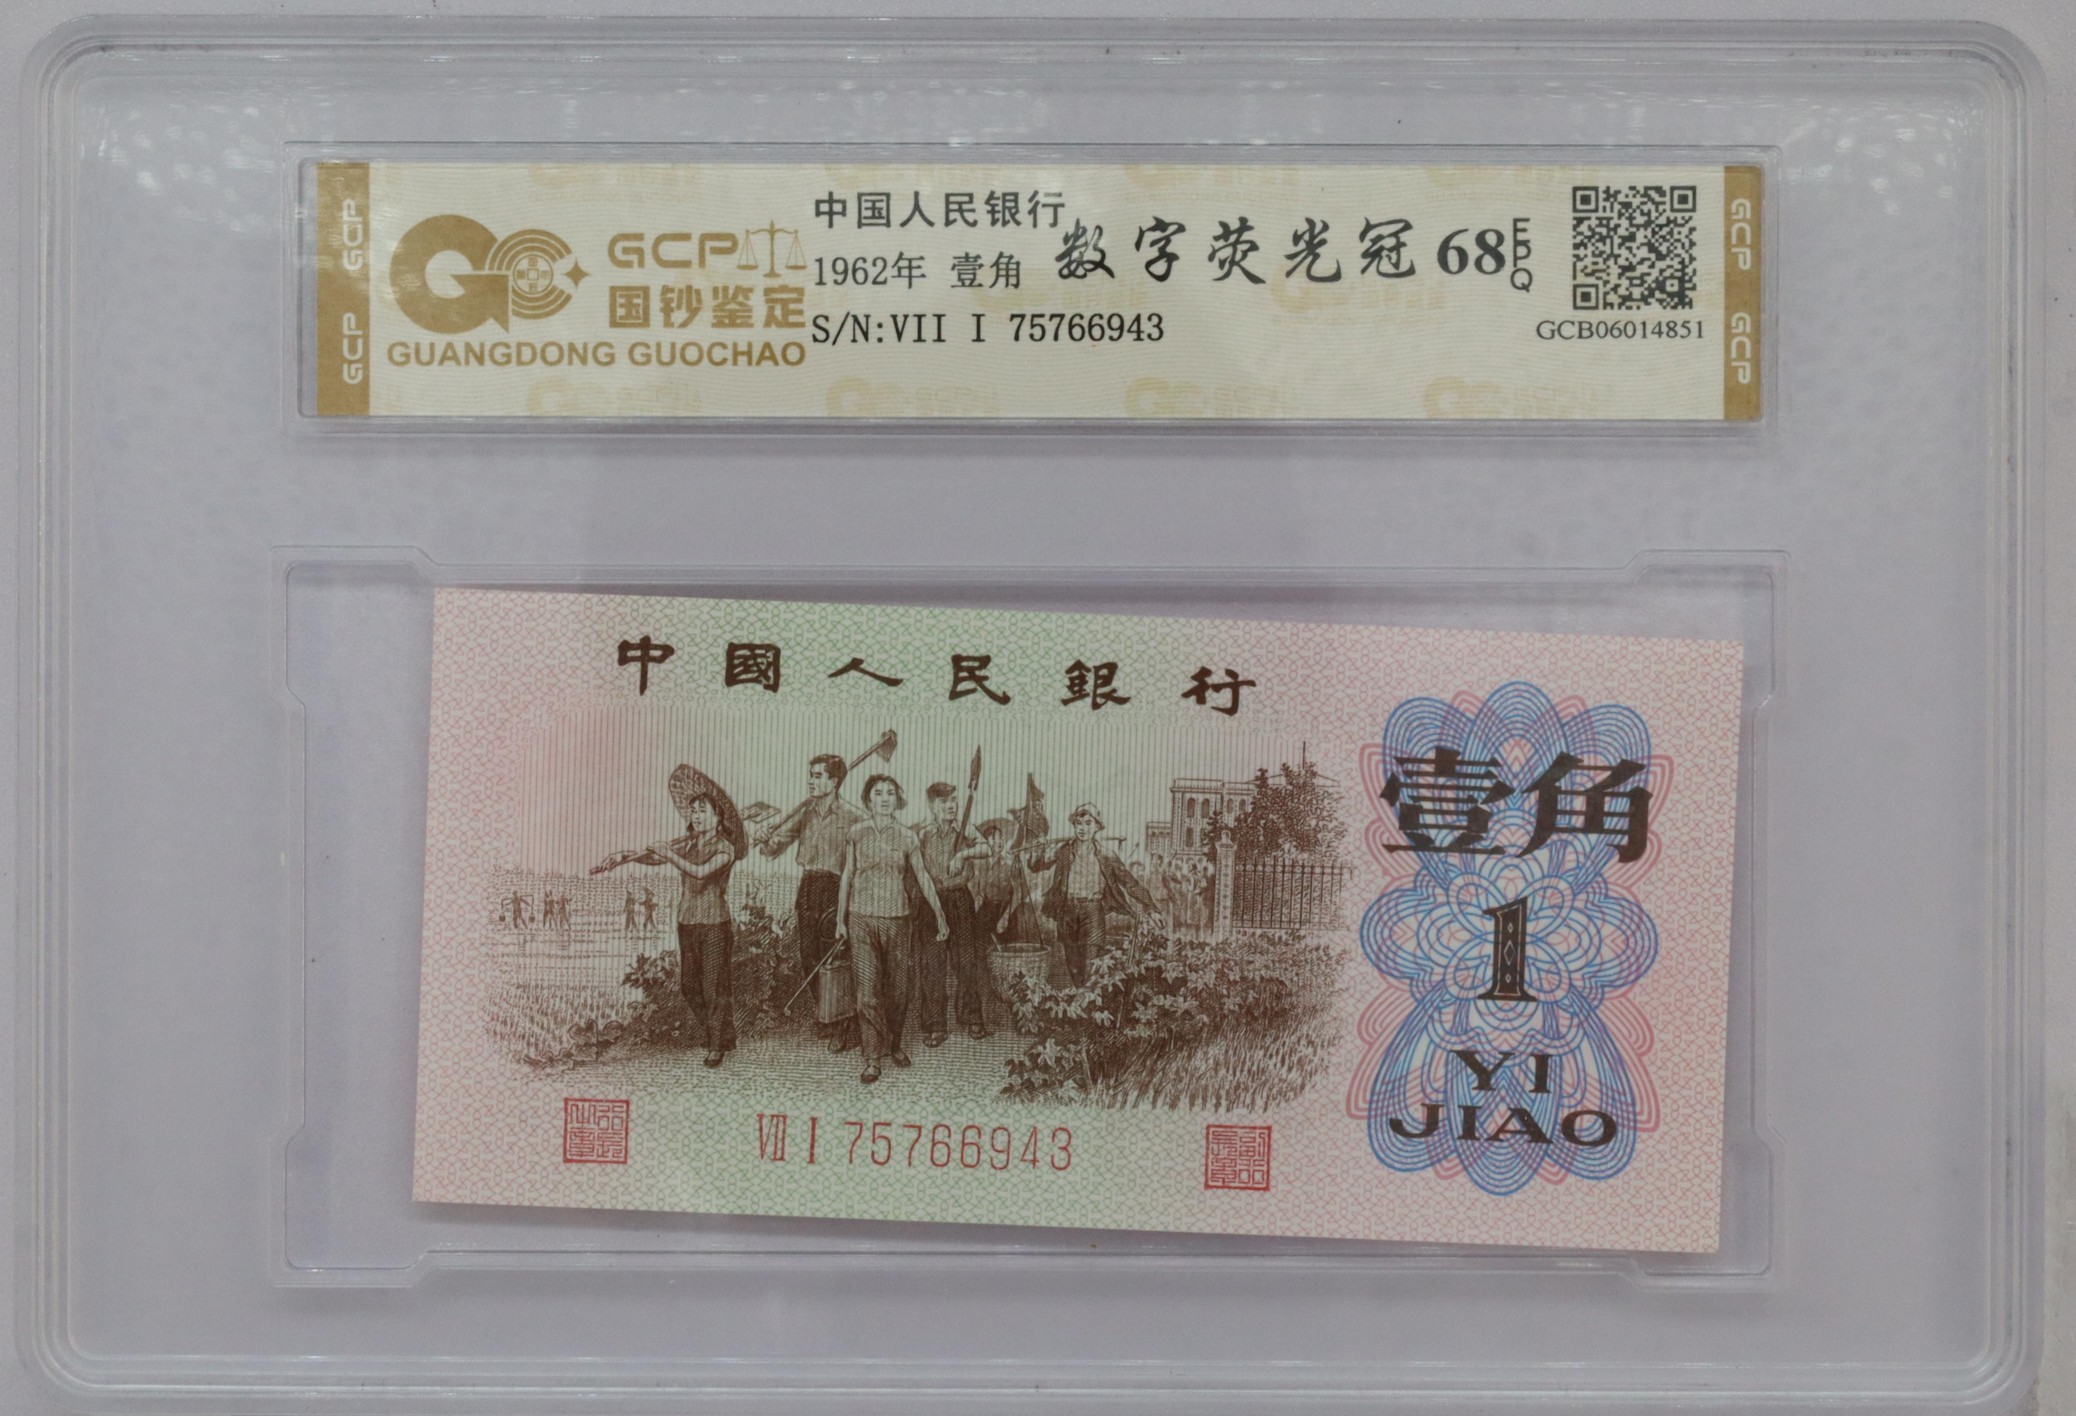 GCP GCP
GCP
国钞鉴定
GUANGDONG GUOCHAO
中国人民银行
1962年 壹角
数字荧光冠 68 EPQ
S/N:VII I 75766943
GCB06014851
GCP GCP
中國人民銀行
壹角
1
YI
JIAO
VII I 75766943